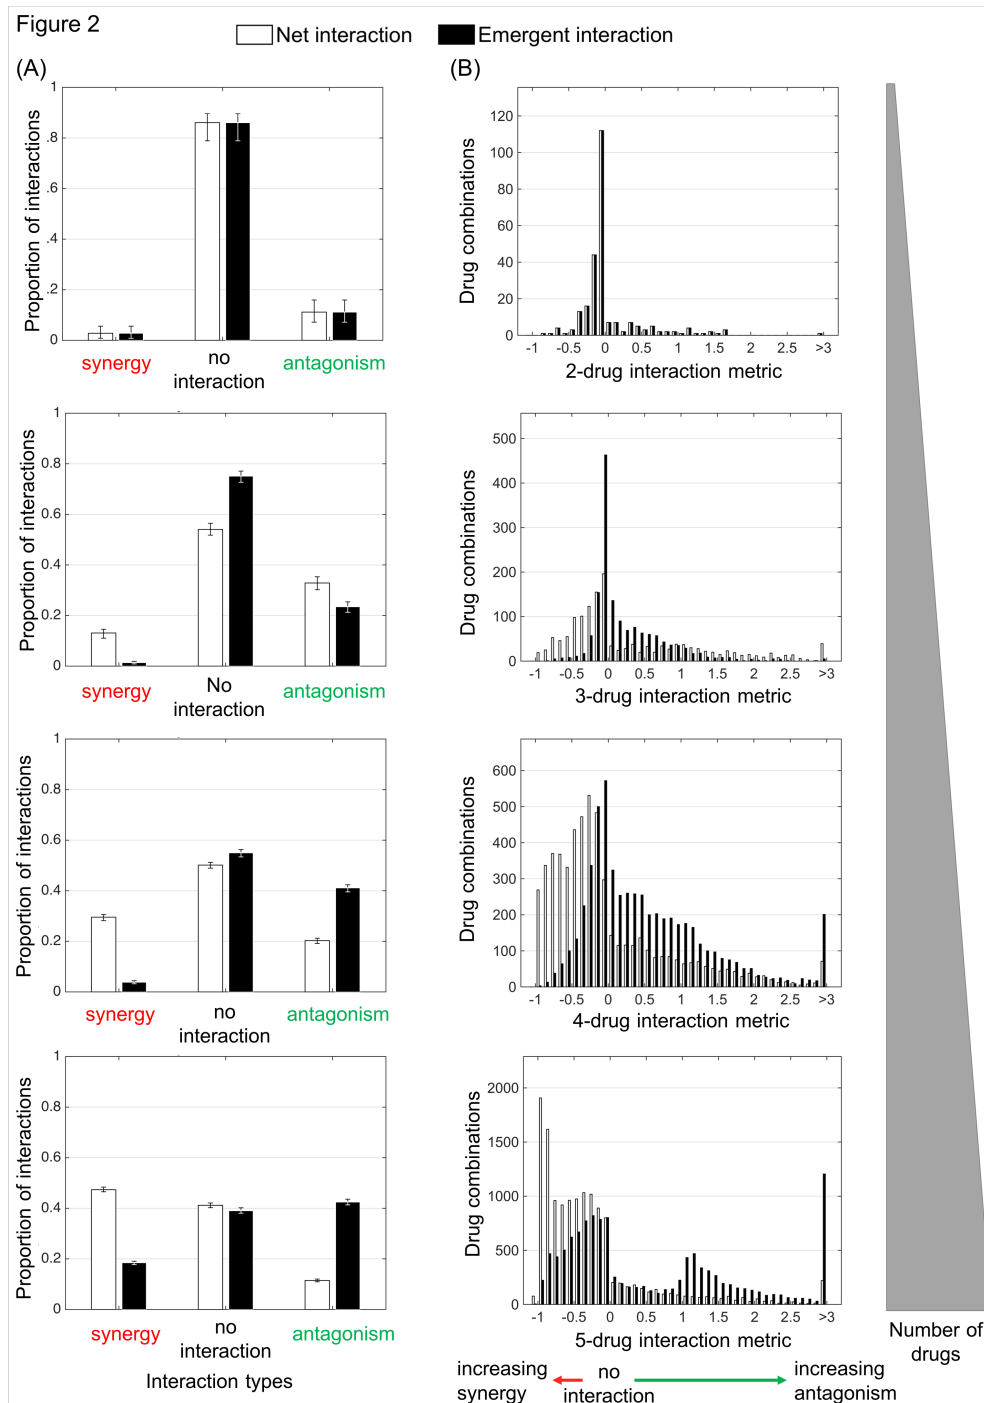 Figure 2
Net interaction
Emergent interaction
(A)
(B)
Proportion of interactions
1
.8
.6
.4
.2
0
synergy
no
interaction
antagonism
Drug combinations
120
100
80
60
40
20
0
-1
-0.5
0
0.5
1
1.5
2
2.5
>3
2-drug interaction metric
Proportion of interactions
1
0.8
0.6
0.4
0.2
0
synergy
No
interaction
antagonism
Drug combinations
500
400
300
200
100
0
-1
-0.5
0
0.5
1
1.5
2
2.5
>3
3-drug interaction metric
Proportion of interactions
1
0.8
0.6
0.4
0.2
0
synergy
no
interaction
antagonism
Drug combinations
600
500
400
300
200
100
0
-1
-0.5
0
0.5
1
1.5
2
2.5
>3
4-drug interaction metric
Proportion of interactions
1
0.8
0.6
0.4
0.2
0
synergy
no
interaction
antagonism
Interaction types
Drug combinations
2000
1500
1000
500
0
-1
-0.5
0
0.5
1
1.5
2
2.5
>3
5-drug interaction metric
increasing
synergy
no
interaction
increasing
antagonism
Number of
drugs